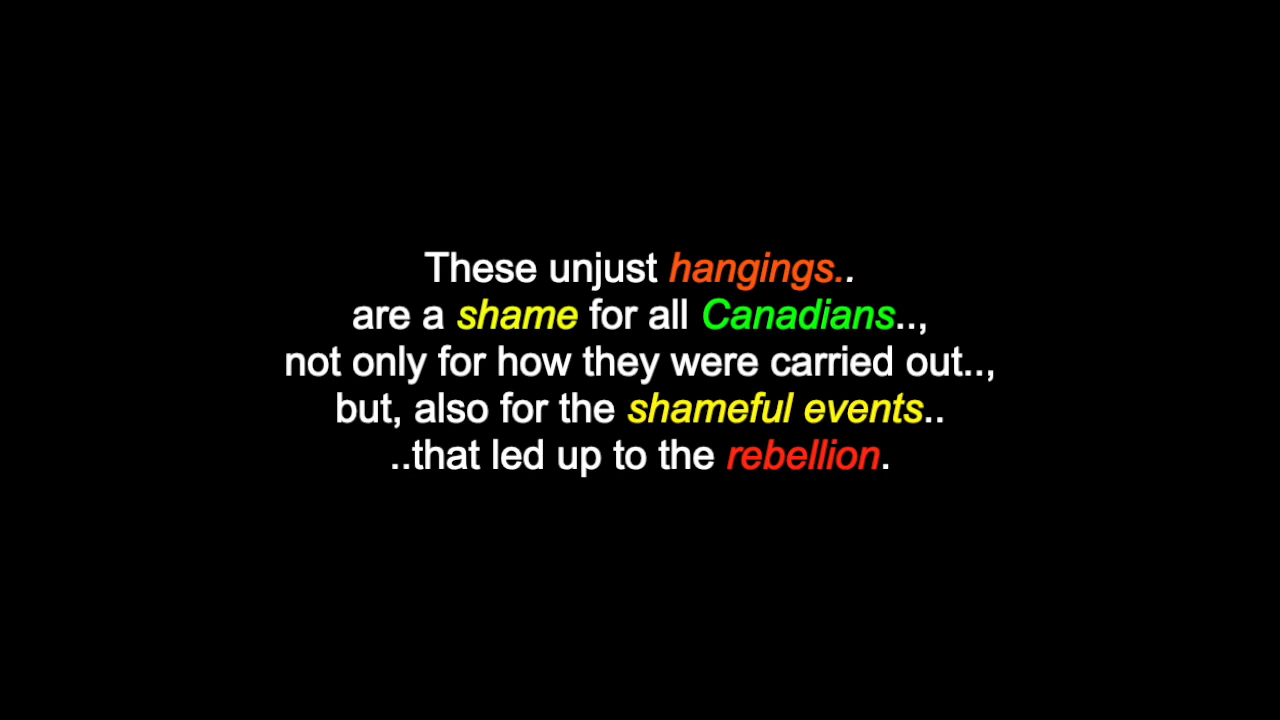 These unjust hangings..
are a shame for all Canadians..,
not only for how they were carried out..,
but, also for the shameful events..
..that led up to the rebellion.